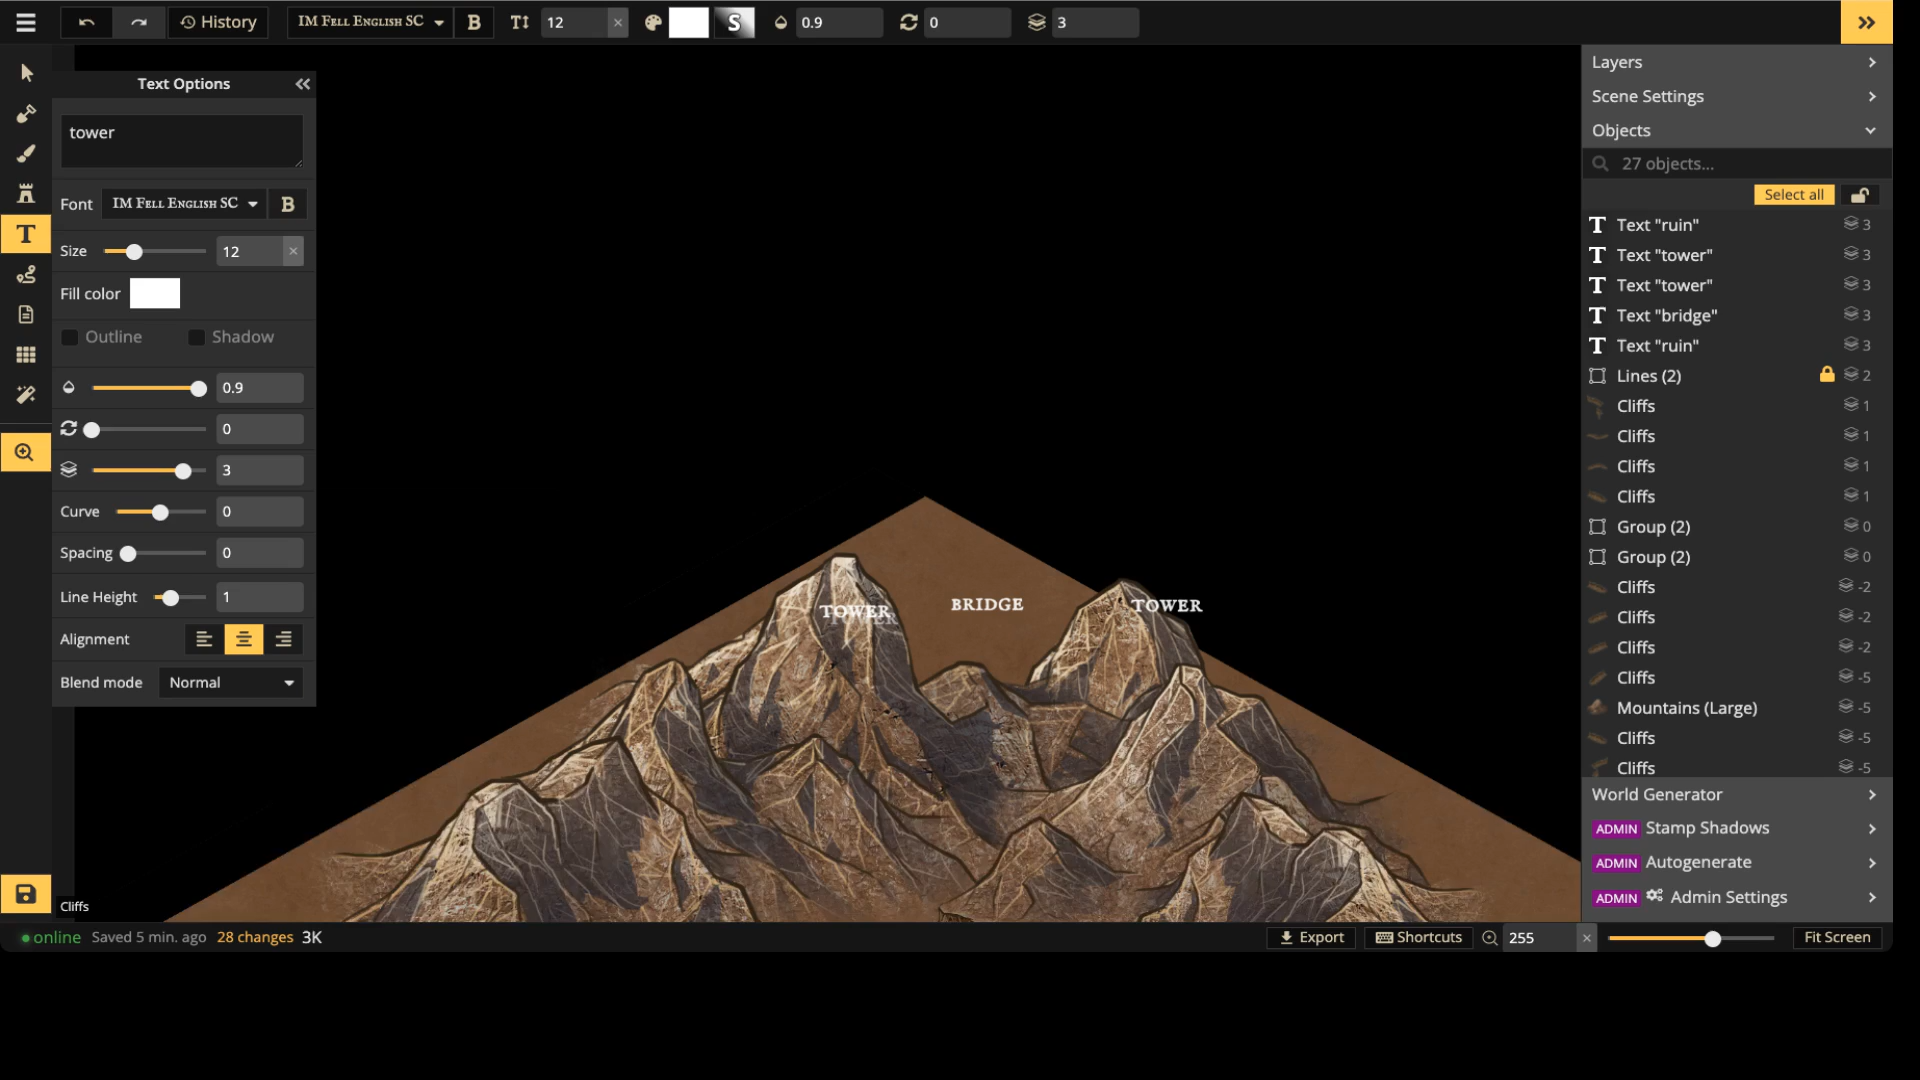 History
IM Fell English SC
B
12
×
S
0.9
0
3
Text Options
tower
Font
IM Fell English SC
B
Size
12
×
Fill color
Outline
Shadow
0.9
0
3
Curve
0
Spacing
0
Line Height
1
Alignment
Blend mode
Normal
TOWER
BRIDGE
TOWER
Layers
Scene Settings
Objects
27 objects...
Select all
Text "ruin" 3
Text "tower" 3
Text "tower" 3
Text "bridge" 3
Text "ruin" 3
Lines (2) 2
Cliffs 1
Cliffs 1
Cliffs 1
Cliffs 1
Group (2) 0
Group (2) 0
Cliffs -2
Cliffs -2
Cliffs -2
Cliffs -5
Mountains (Large) -5
Cliffs -5
Cliffs -5
World Generator
ADMIN Stamp Shadows
ADMIN Autogenerate
ADMIN Admin Settings
Cliffs
online Saved 5 min. ago 28 changes 3K
Export
Shortcuts
255
×
Fit Screen